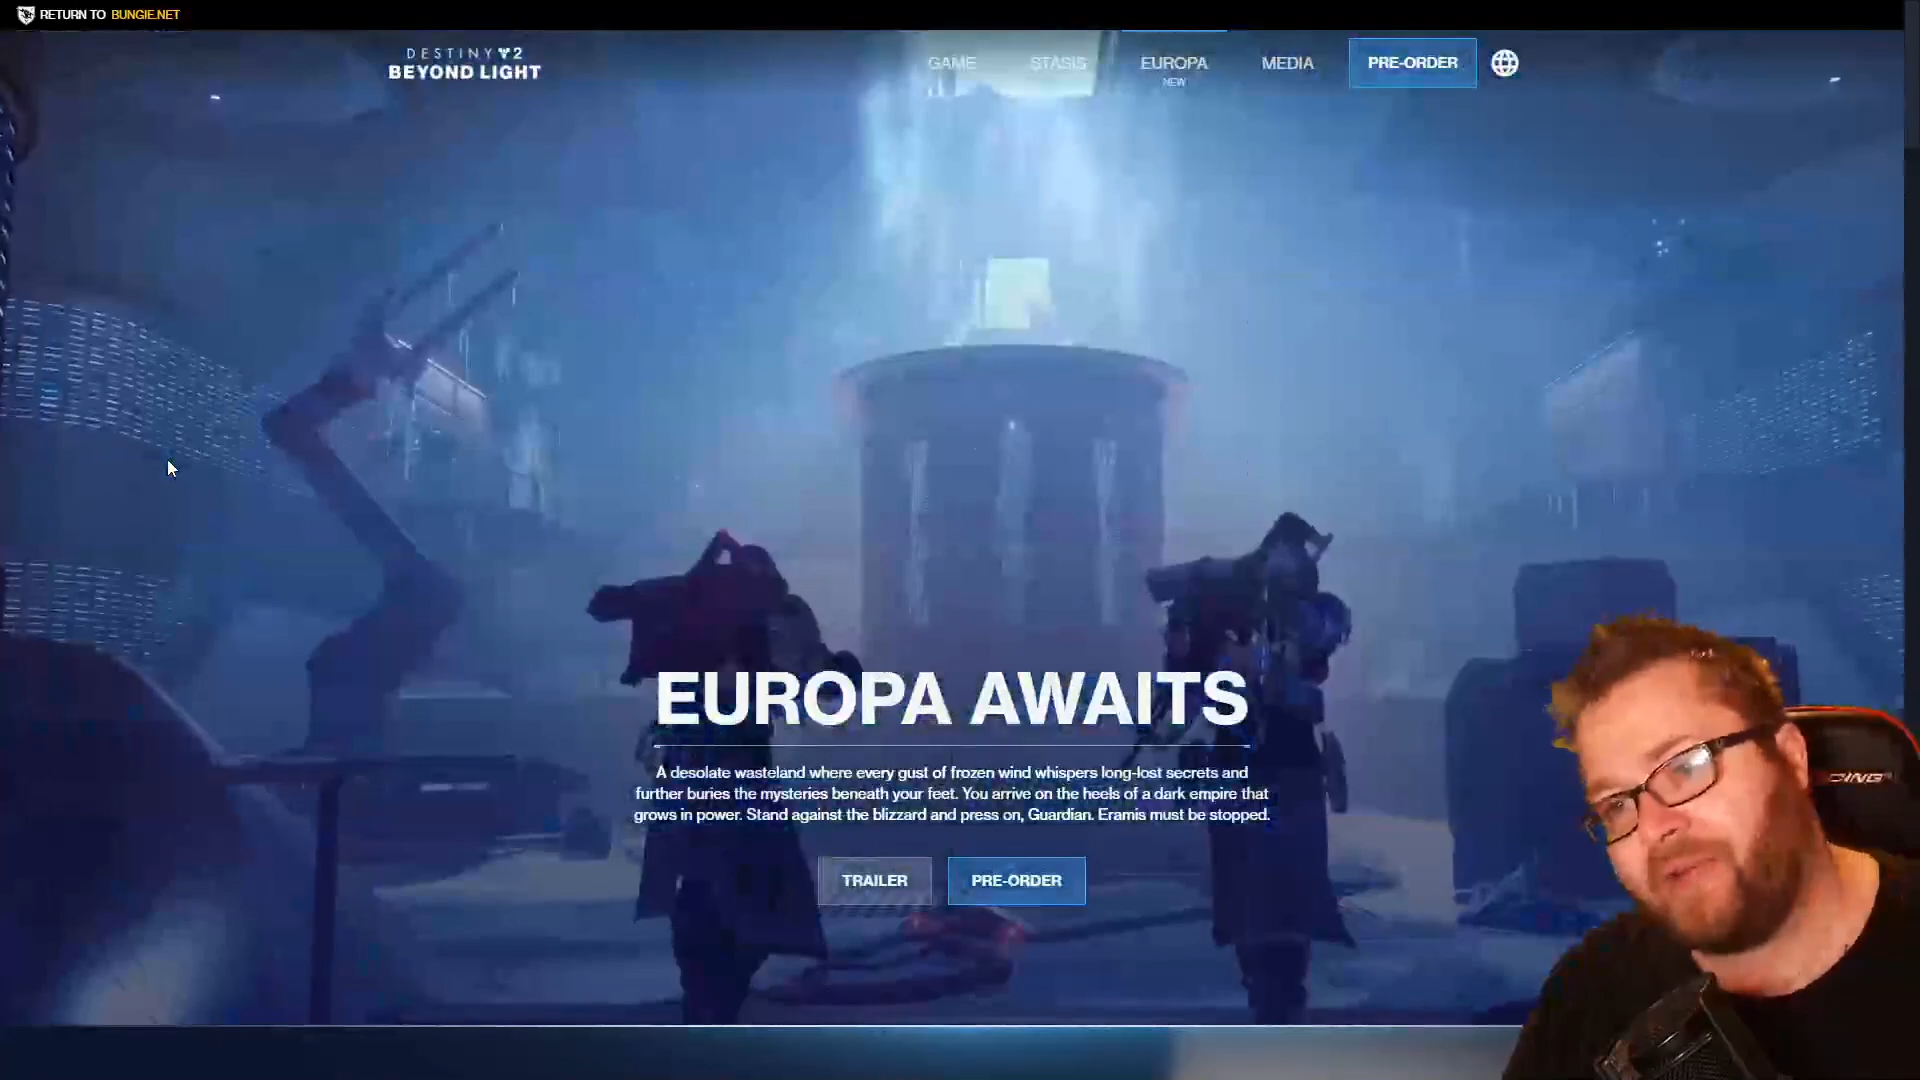 RETURN TO BUNGIE.NET
DESTINY 2
BEYOND LIGHT
GAME
STASIS
EUROPA
NEW
MEDIA
PRE-ORDER
EUROPA AWAITS
A desolate wasteland where every gust of frozen wind whispers long-lost secrets and
further buries the mysteries beneath your feet. You arrive on the heels of a dark empire that
grows in power. Stand against the blizzard and press on, Guardian. Eramis must be stopped.
TRAILER
PRE-ORDER